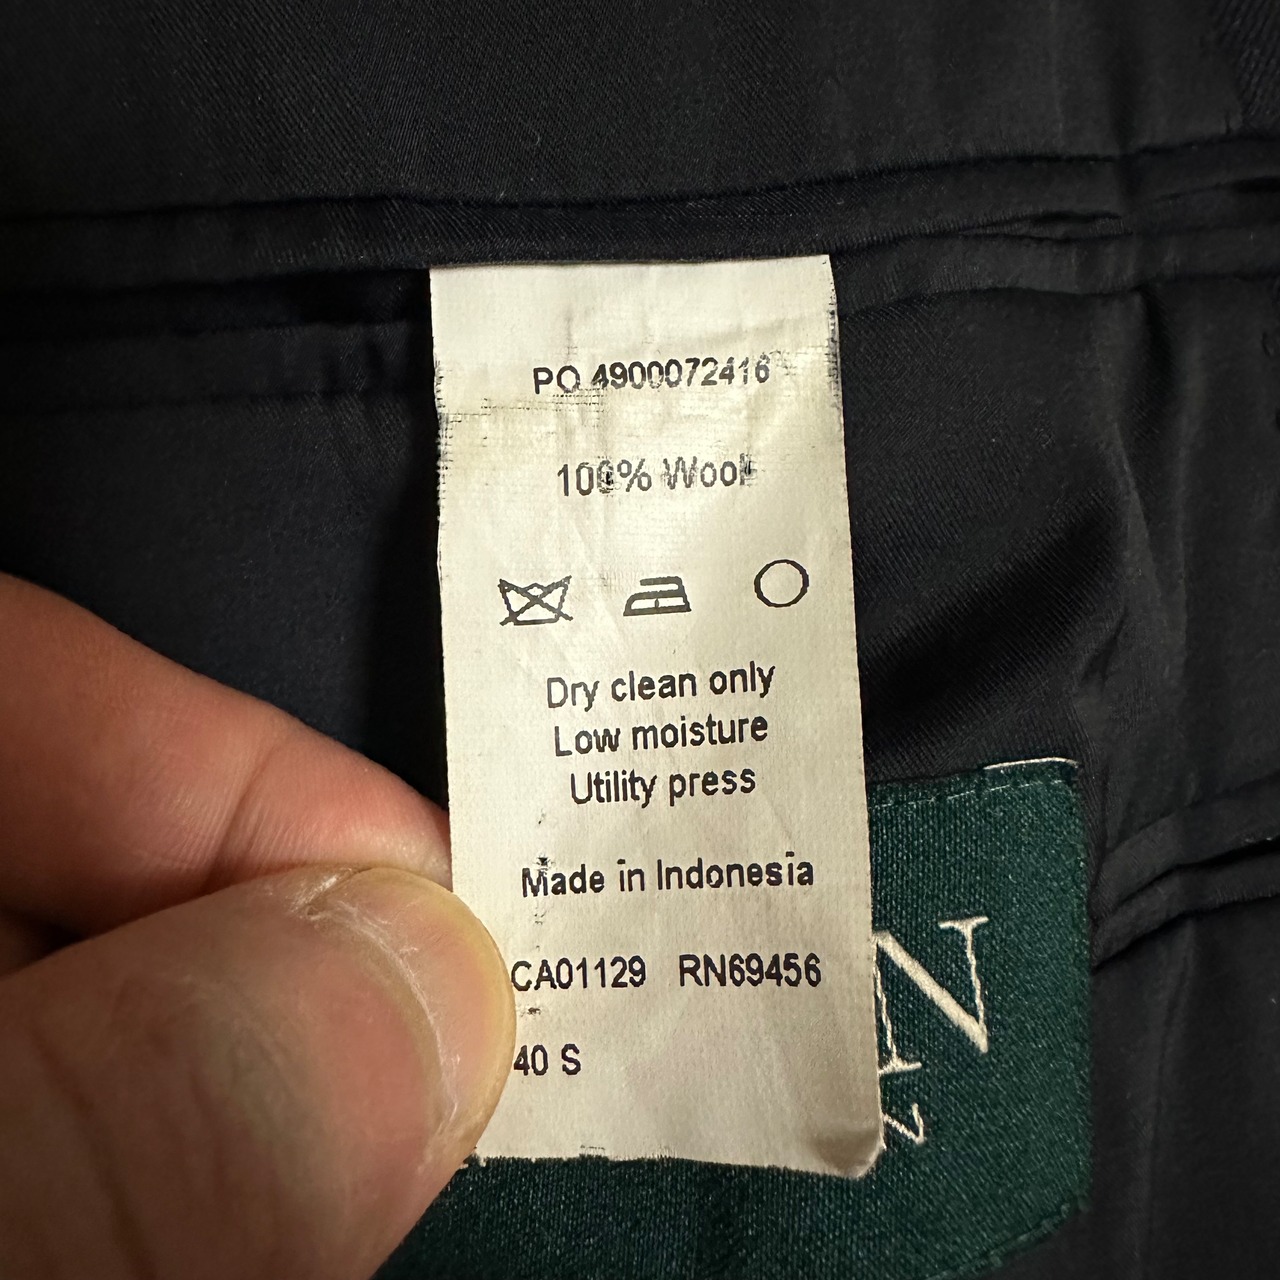 PO 4900072416
100% Wool
Dry clean only
Low moisture
Utility press
Made in Indonesia
CA01129 RN69456
40 S
N